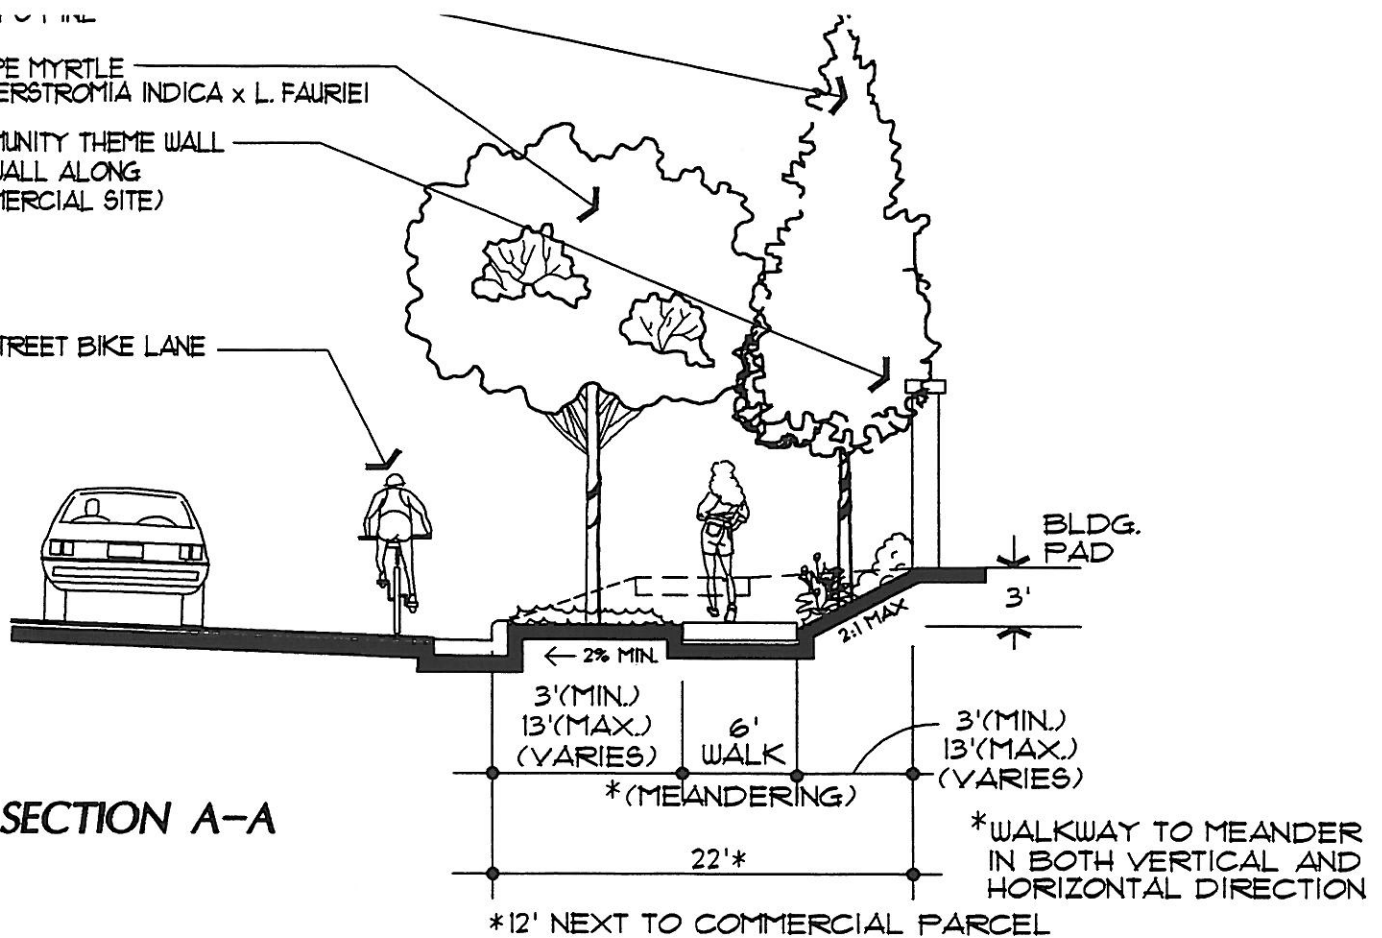 PINE
PE MYRTLE
ERSTROMIA INDICA x L. FAURIEI
MUNITY THEME WALL
WALL ALONG
MERCIAL SITE)
TREET BIKE LANE
BLDG.
PAD
3'
2:1 MAX
← 2% MIN.
3'(MIN.)
13'(MAX.)
(VARIES)
6'
WALK
3'(MIN.)
13'(MAX.)
(VARIES)
*(MEANDERING)
SECTION A-A
22'*
*WALKWAY TO MEANDER
IN BOTH VERTICAL AND
HORIZONTAL DIRECTION
*12' NEXT TO COMMERCIAL PARCEL